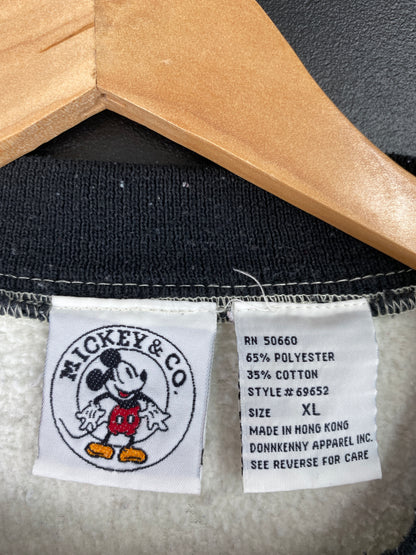 MICKEY & CO.
RN 50660
65% POLYESTER
35% COTTON
STYLE # 69652
SIZE XL
MADE IN HONG KONG
DONNKENNY APPAREL INC.
SEE REVERSE FOR CARE